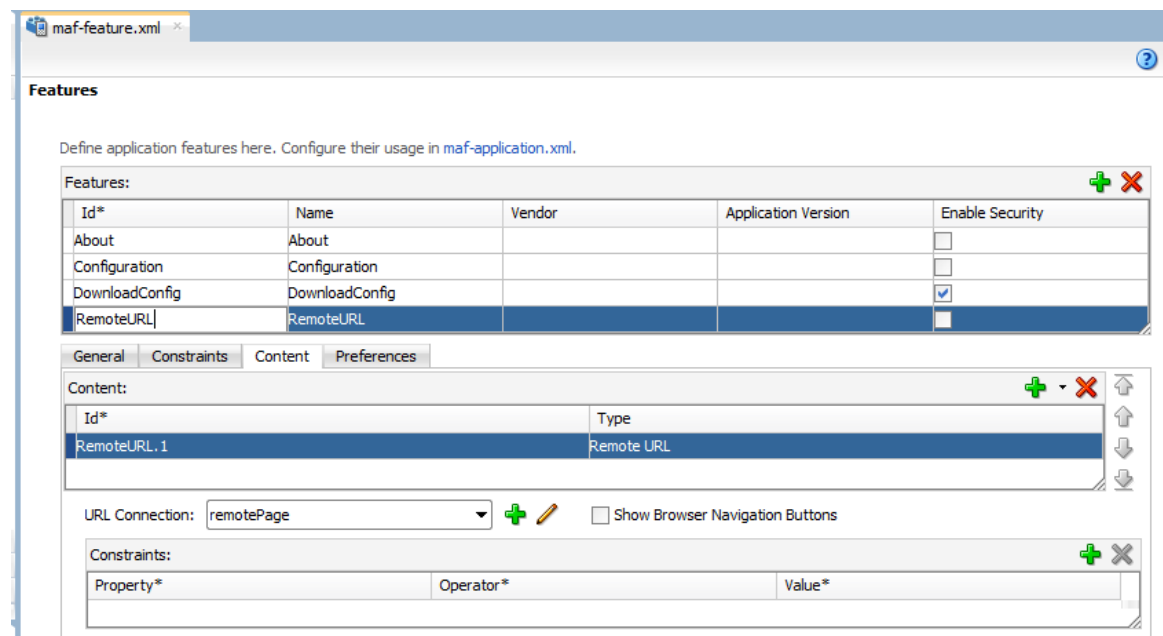 maf-feature.xml
Features
Define application features here. Configure their usage in maf-application.xml.
Features:
Id* Name Vendor Application Version Enable Security
About About
Configuration Configuration
DownloadConfig DownloadConfig
RemoteURL RemoteURL
General Constraints Content Preferences
Content:
Id* Type
RemoteURL.1 Remote URL
URL Connection: remotePage Show Browser Navigation Buttons
Constraints:
Property* Operator* Value*